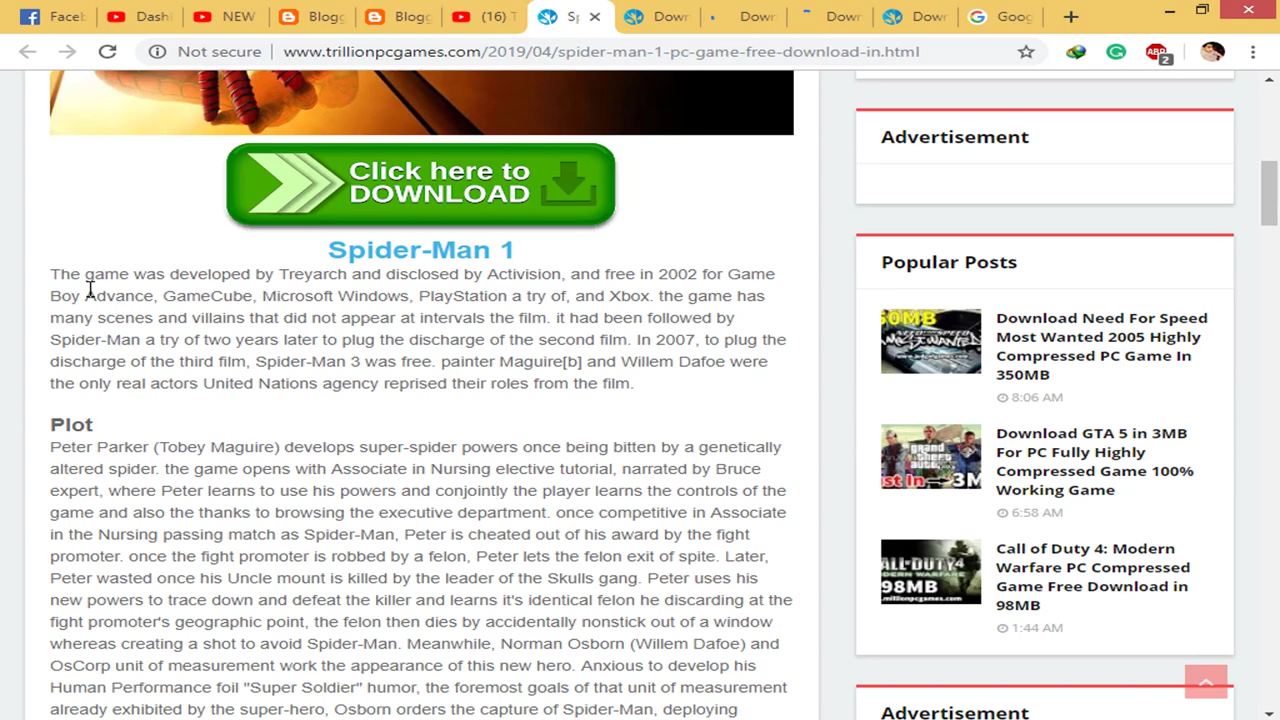 Faceb
Dashi
NEW
Blogg
Blogg
(16) T
Sp
Down
Down
Down
Down
Goog
Not secure
www.trillionpcgames.com/2019/04/spider-man-1-pc-game-free-download-in.html
ABP
2
Click here to
DOWNLOAD
Spider-Man 1
The game was developed by Treyarch and disclosed by Activision, and free in 2002 for Game
Boy Advance, GameCube, Microsoft Windows, PlayStation a try of, and Xbox. the game has
many scenes and villains that did not appear at intervals the film. it had been followed by
Spider-Man a try of two years later to plug the discharge of the second film. In 2007, to plug the
discharge of the third film, Spider-Man 3 was free. painter Maguire[b] and Willem Dafoe were
the only real actors United Nations agency reprised their roles from the film.
Plot
Peter Parker (Tobey Maguire) develops super-spider powers once being bitten by a genetically
altered spider. the game opens with Associate in Nursing elective tutorial, narrated by Bruce
expert, where Peter learns to use his powers and conjointly the player learns the controls of the
game and also the thanks to browsing the executive department. once competitive in Associate
in the Nursing passing match as Spider-Man, Peter is cheated out of his award by the fight
promoter. once the fight promoter is robbed by a felon, Peter lets the felon exit of spite. Later,
Peter wasted once his Uncle mount is killed by the leader of the Skulls gang. Peter uses his
new powers to trace down and defeat the killer and learns it's identical felon he discarding at the
fight promoter's geographic point, the felon then dies by accidentally nonstick out of a window
whereas creating a shot to avoid Spider-Man. Meanwhile, Norman Osborn (Willem Dafoe) and
OsCorp unit of measurement work the appearance of this new hero. Anxious to develop his
Human Performance foil "Super Soldier" humor, the foremost goals of that unit of measurement
already exhibited by the super-hero, Osborn orders the capture of Spider-Man, deploying
Advertisement
Popular Posts
Download Need For Speed
Most Wanted 2005 Highly
Compressed PC Game In
350MB
8:06 AM
Download GTA 5 in 3MB
For PC Fully Highly
Compressed Game 100%
Working Game
6:58 AM
Call of Duty 4: Modern
Warfare PC Compressed
Game Free Download in
98MB
1:44 AM
Advertisement